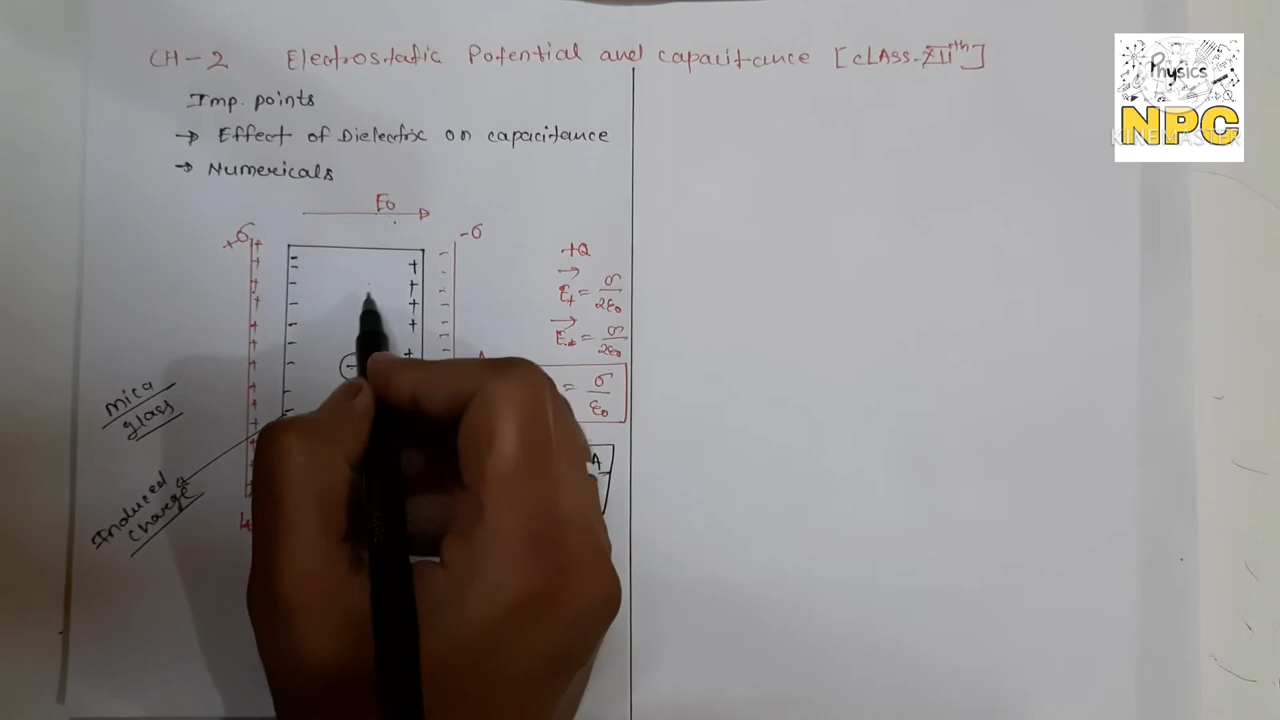 CH-2 Electrostatic Potential and capacitance [CLASS-XIIth]
Imp. points
→ Effect of Dielectric on capacitance
→ Numericals
E0
+σ
-σ
+Q
E+ = σ/2ε0
= σ/2ε0
= σ/ε0
A
mica
glass
Induced
charge
Physics
NPC
KINEMASTER